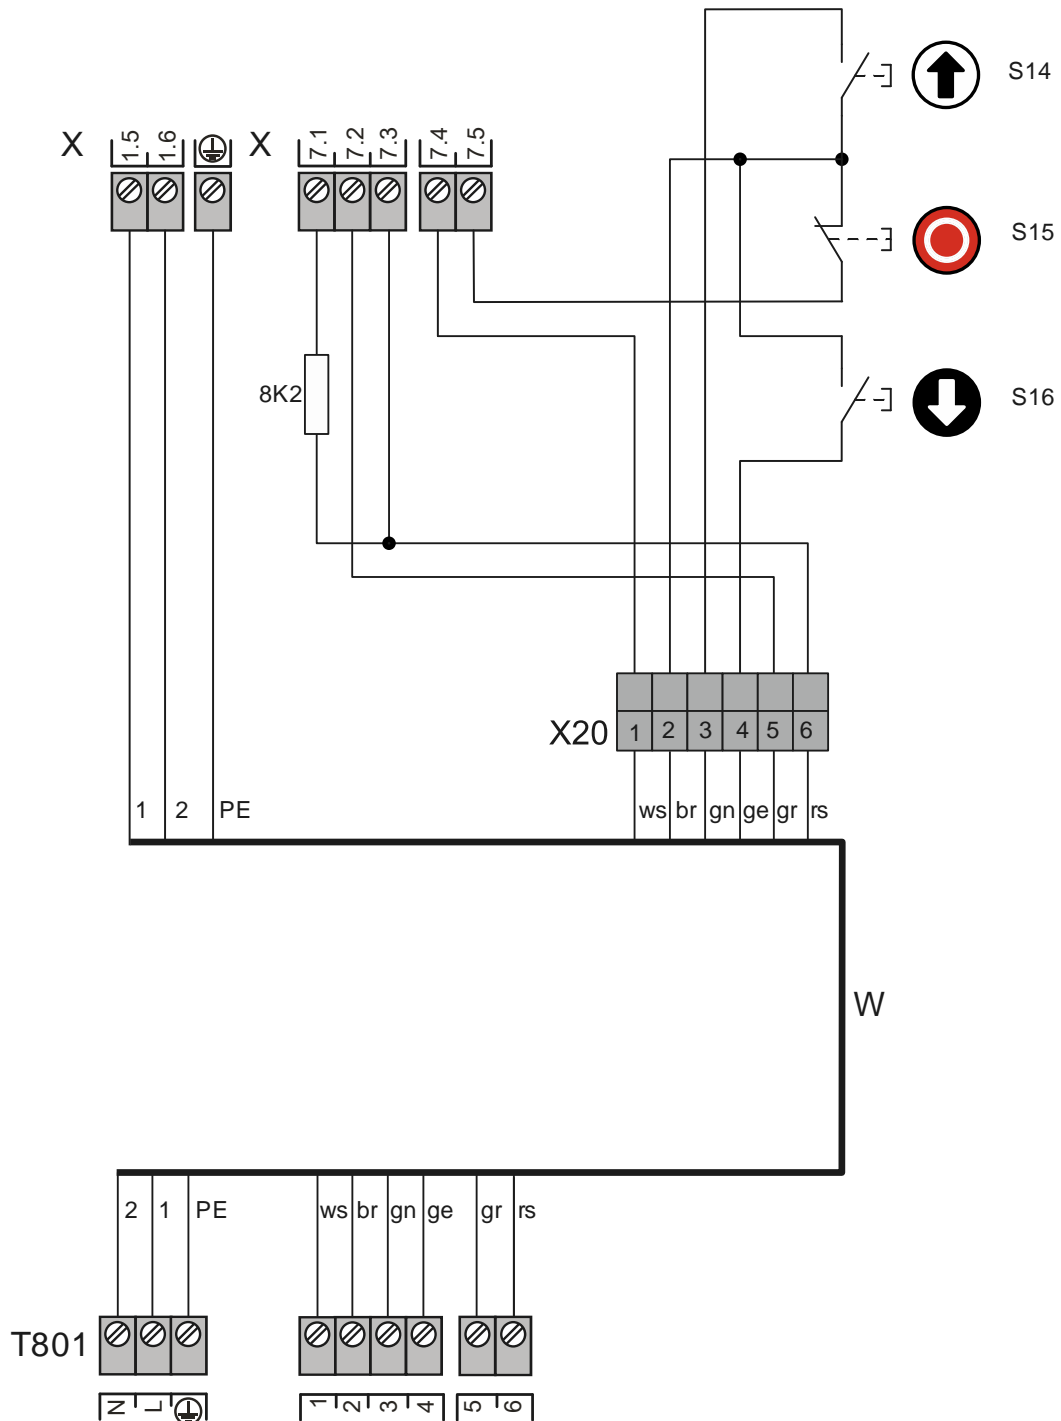 S14
X 1.5 1.6 X 7.1 7.2 7.3 7.4 7.5
S15
8K2
S16
X20 1 2 3 4 5 6
1 2 PE ws br gn ge gr rs
W
2 1 PE ws br gn ge gr rs
T801
N L 1 2 3 4 5 6